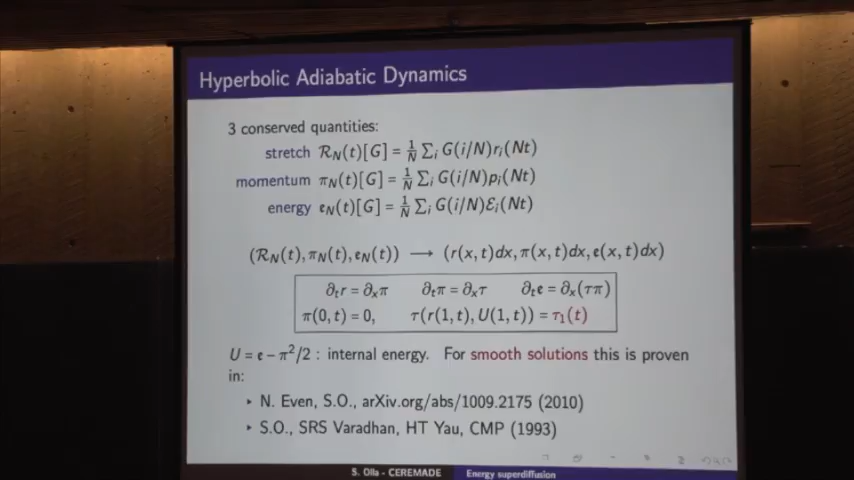 Hyperbolic Adiabatic Dynamics
3 conserved quantities:
stretch 𝓡_N(t)[G] = 1/N ∑_i G(i/N)r_i(Nt)
momentum π_N(t)[G] = 1/N ∑_i G(i/N)p_i(Nt)
energy 𝔢_N(t)[G] = 1/N ∑_i G(i/N)𝓔_i(Nt)
(𝓡_N(t), π_N(t), 𝔢_N(t)) ⟶ (r(x, t)dx, π(x, t)dx, 𝔢(x, t)dx)
∂_t r = ∂_x π ∂_t π = ∂_x τ ∂_t 𝔢 = ∂_x(τπ)
π(0, t) = 0, τ(r(1, t), U(1, t)) = τ_1(t)
U = 𝔢 − π²/2 : internal energy. For smooth solutions this is proven
in:
▸ N. Even, S.O., arXiv.org/abs/1009.2175 (2010)
▸ S.O., SRS Varadhan, HT Yau, CMP (1993)
S. Olla - CEREMADE Energy superdiffusion